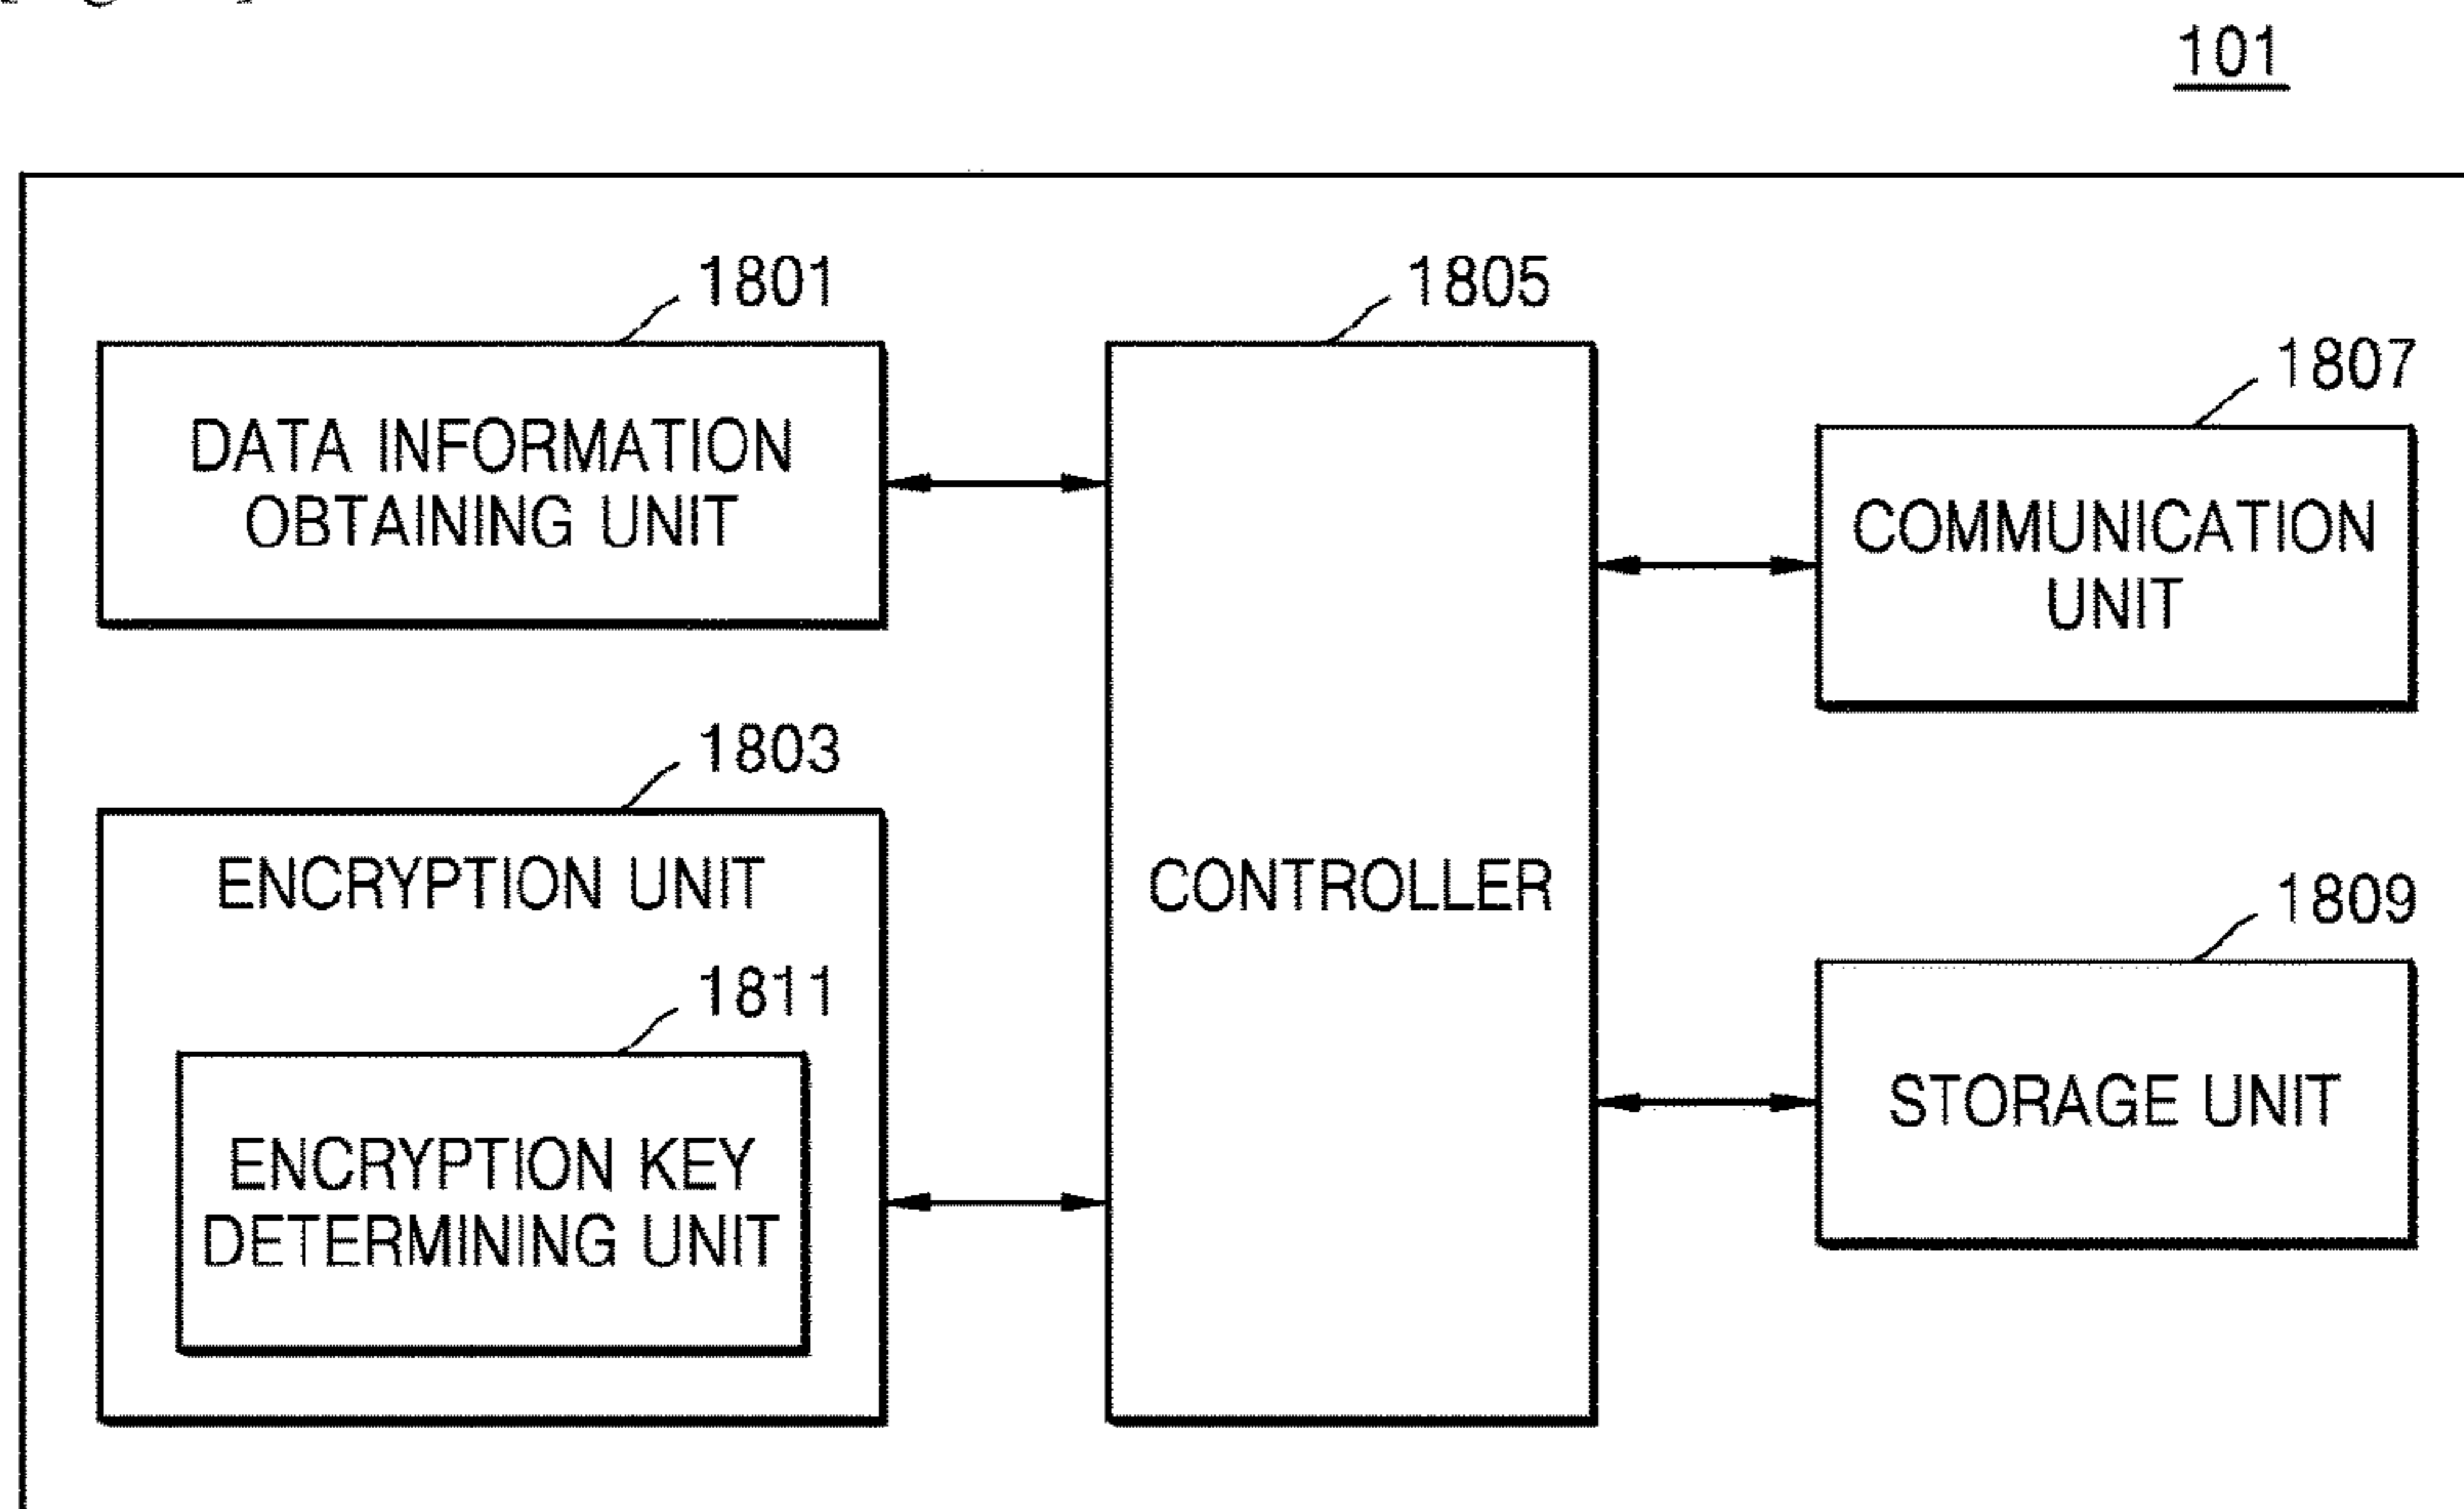 101
1801
DATA INFORMATION
OBTAINING UNIT
1803
ENCRYPTION UNIT
1811
ENCRYPTION KEY
DETERMINING UNIT
1805
CONTROLLER
1807
COMMUNICATION
UNIT
1809
STORAGE UNIT